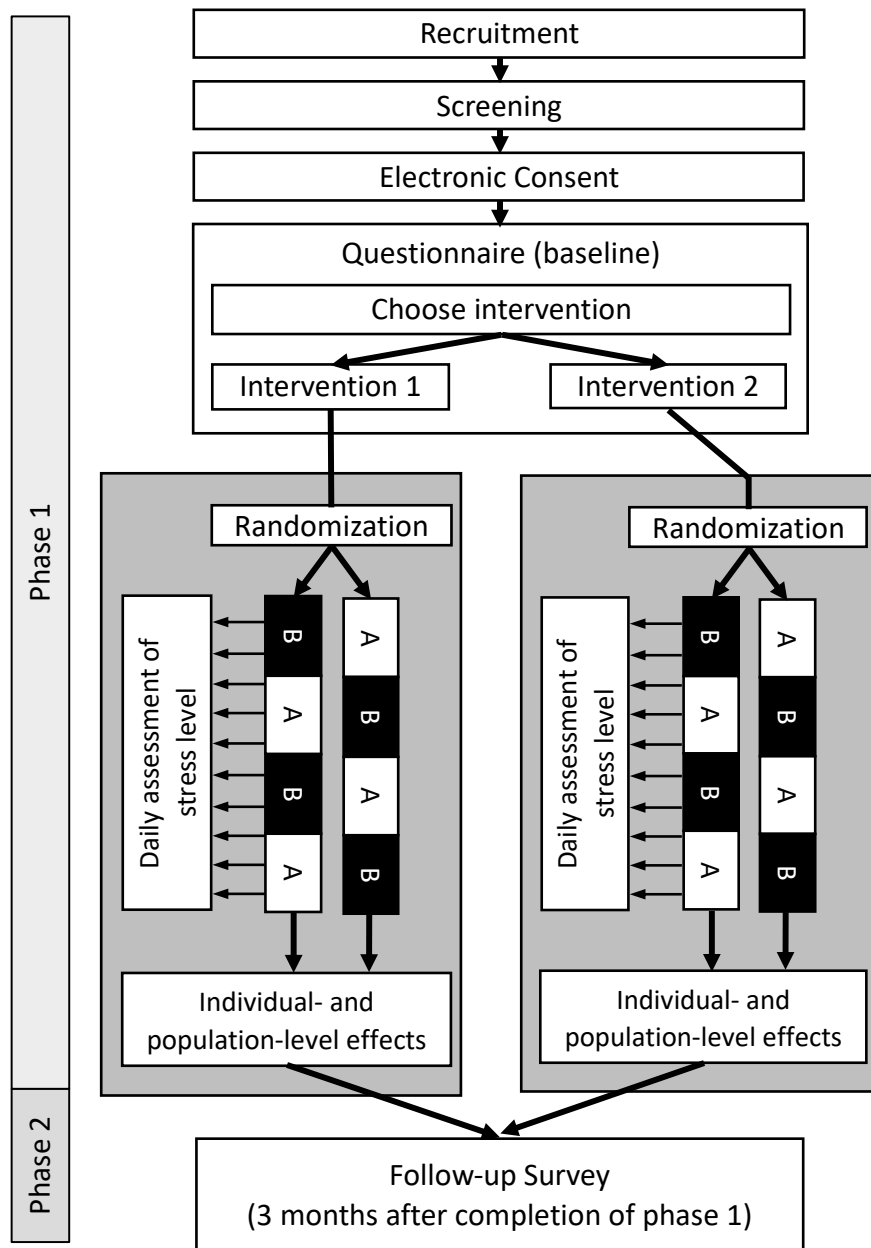 Recruitment
Screening
Electronic Consent
Questionnaire (baseline)
Choose intervention
Intervention 1
Intervention 2
Phase 1
Randomization
Daily assessment of
stress level
B
A
B
A
A
B
A
B
Individual- and
population-level effects
Randomization
Daily assessment of
stress level
B
A
B
A
A
B
A
B
Individual- and
population-level effects
Phase 2
Follow-up Survey
(3 months after completion of phase 1)